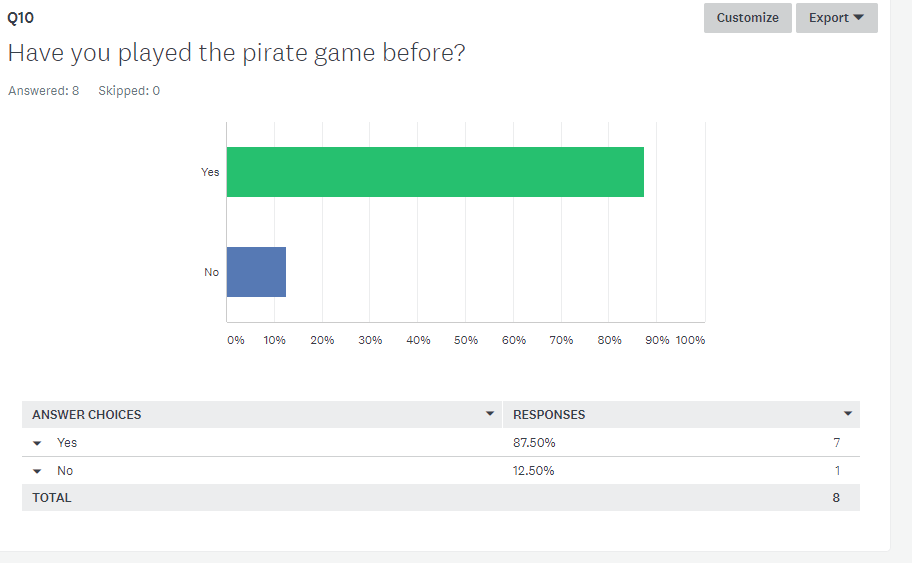 Q10
Customize
Export
Have you played the pirate game before?
Answered: 8 Skipped: 0
Yes
No
0% 10% 20% 30% 40% 50% 60% 70% 80% 90% 100%
ANSWER CHOICES RESPONSES
Yes 87.50% 7
No 12.50% 1
TOTAL 8